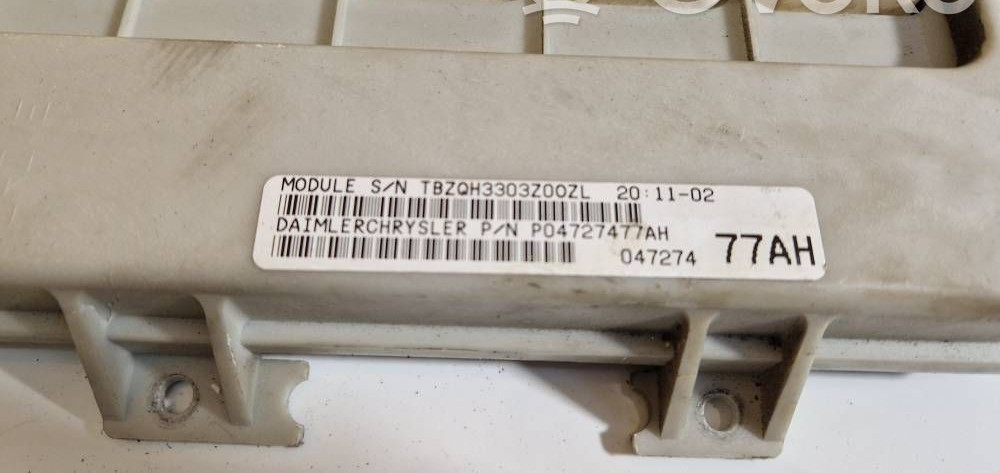 MODULE S/N TBZQH3303Z00ZL 20:11-02
DAIMLERCHRYSLER P/N P04727477AH
047274 77AH